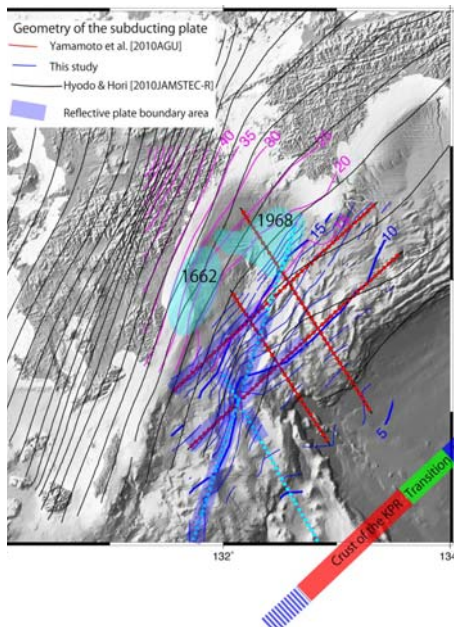 Geometry of the subducting plate
Yamamoto et al. [2010AGU]
This study
Hyodo & Hori [2010JAMSTEC-R]
Reflective plate boundary area
40
35
20
1968
15
10
1662
5
132˚
134
Transition
Crust of the KPR